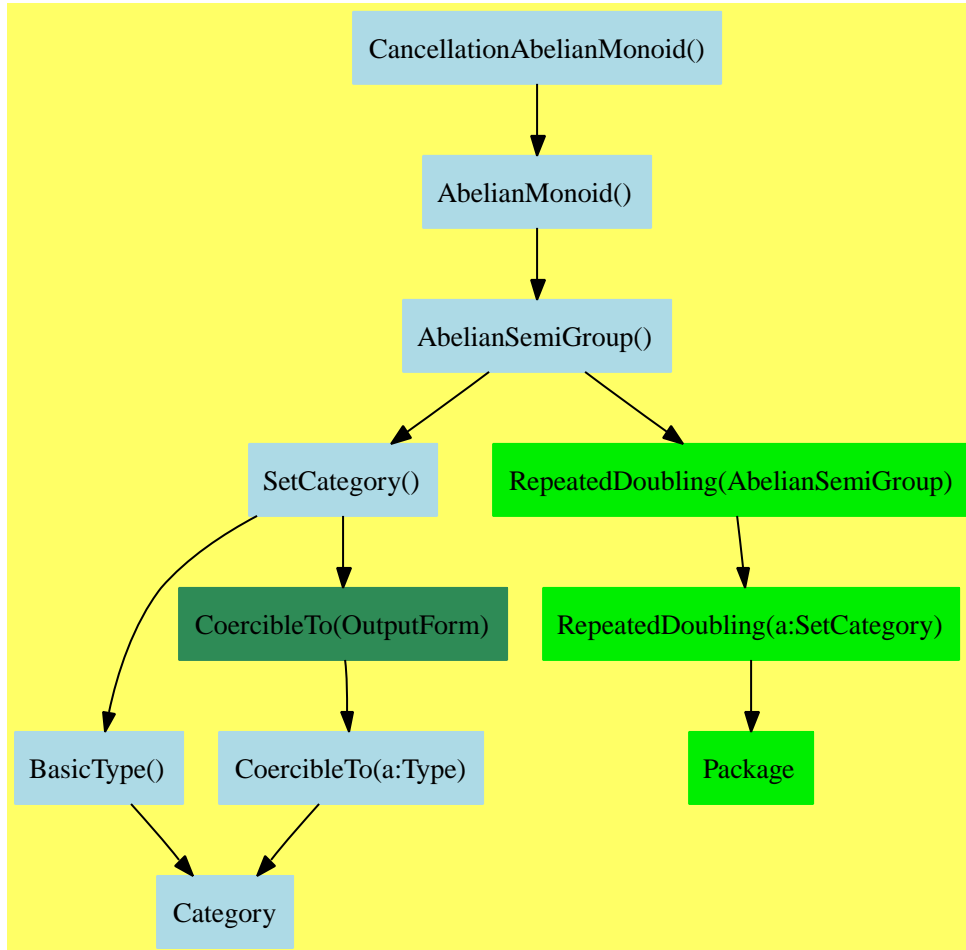 CancellationAbelianMonoid()
AbelianMonoid()
AbelianSemiGroup()
SetCategory()
RepeatedDoubling(AbelianSemiGroup)
CoercibleTo(OutputForm)
RepeatedDoubling(a:SetCategory)
BasicType()
CoercibleTo(a:Type)
Package
Category